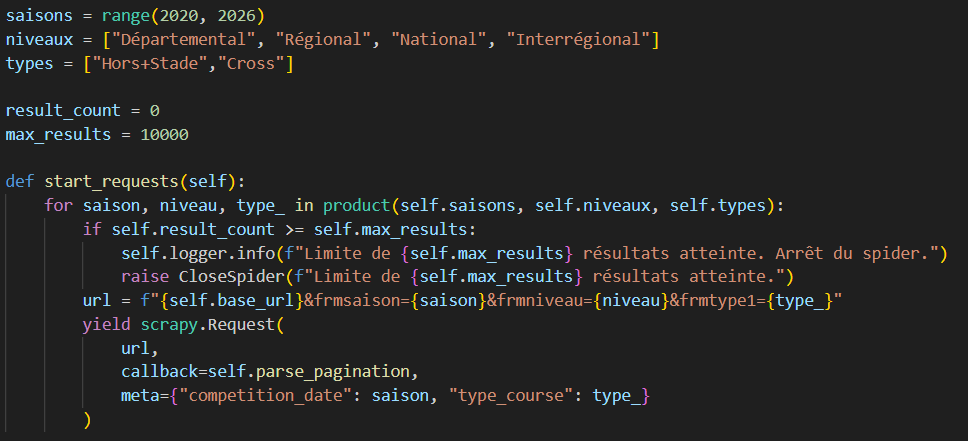 saisons = range(2020, 2026)
niveaux = ["Départemental", "Régional", "National", "Interrégional"]
types = ["Hors+Stade","Cross"]

result_count = 0
max_results = 10000

def start_requests(self):
    for saison, niveau, type_ in product(self.saisons, self.niveaux, self.types):
        if self.result_count >= self.max_results:
            self.logger.info(f"Limite de {self.max_results} résultats atteinte. Arrêt du spider.")
            raise CloseSpider(f"Limite de {self.max_results} résultats atteinte.")
        url = f"{self.base_url}&frmsaison={saison}&frmniveau={niveau}&frmtype1={type_}"
        yield scrapy.Request(
            url,
            callback=self.parse_pagination,
            meta={"competition_date": saison, "type_course": type_}
        )